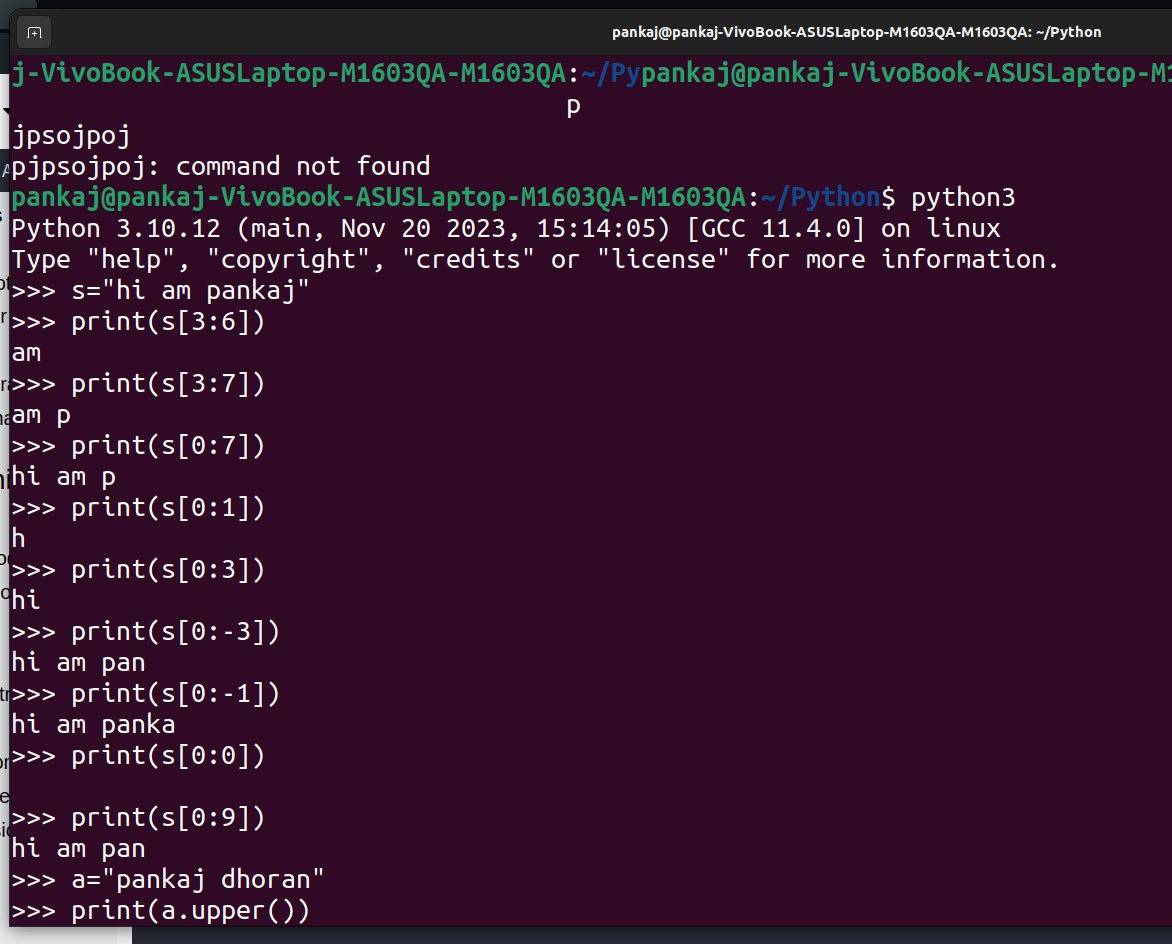 pankaj@pankaj-VivoBook-ASUSLaptop-M1603QA-M1603QA: ~/Python
j-VivoBook-ASUSLaptop-M1603QA-M1603QA:~/Pypankaj@pankaj-VivoBook-ASUSLaptop-M1
p
jpsojpoj
pjpsojpoj: command not found
pankaj@pankaj-VivoBook-ASUSLaptop-M1603QA-M1603QA:~/Python$ python3
Python 3.10.12 (main, Nov 20 2023, 15:14:05) [GCC 11.4.0] on linux
Type "help", "copyright", "credits" or "license" for more information.
>>> s="hi am pankaj"
>>> print(s[3:6])
am
>>> print(s[3:7])
am p
>>> print(s[0:7])
hi am p
>>> print(s[0:1])
h
>>> print(s[0:3])
hi
>>> print(s[0:-3])
hi am pan
>>> print(s[0:-1])
hi am panka
>>> print(s[0:0])
>>> print(s[0:9])
hi am pan
>>> a="pankaj dhoran"
>>> print(a.upper())